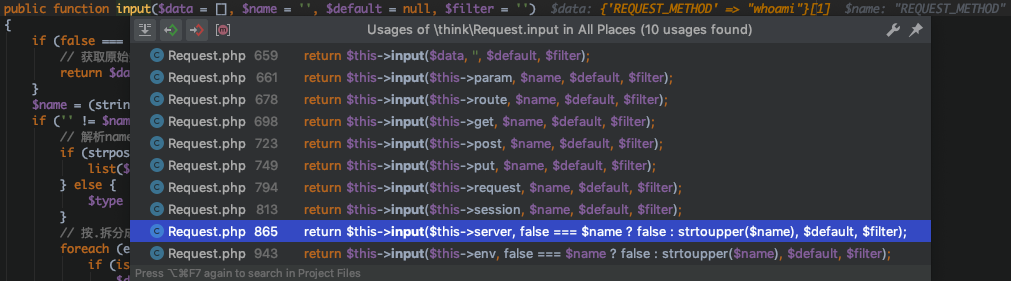 public function input($data = [], $name = '', $default = null, $filter = '') $data: {'REQUEST_METHOD' => "whoami"}[1] $name: "REQUEST_METHOD"
{
Usages of \think\Request.input in All Places (10 usages found)
if (false ===
Request.php 659 return $this->input($data, '', $default, $filter);
// 获取原始
return $da
Request.php 661 return $this->input($this->param, $name, $default, $filter);
}
Request.php 678 return $this->input($this->route, $name, $default, $filter);
$name = (strin
if ('' != $nam
Request.php 698 return $this->input($this->get, $name, $default, $filter);
// 解析name
Request.php 723 return $this->input($this->post, $name, $default, $filter);
if (strpos
list($
Request.php 749 return $this->input($this->put, $name, $default, $filter);
} else {
Request.php 794 return $this->input($this->request, $name, $default, $filter);
$type
}
Request.php 813 return $this->input($this->session, $name, $default, $filter);
// 按.拆分成
Request.php 865 return $this->input($this->server, false === $name ? false : strtoupper($name), $default, $filter);
foreach (e
Request.php 943 return $this->input($this->env, false === $name ? false : strtoupper($name), $default, $filter);
if (is
Press ⌥⌘F7 again to search in Project Files